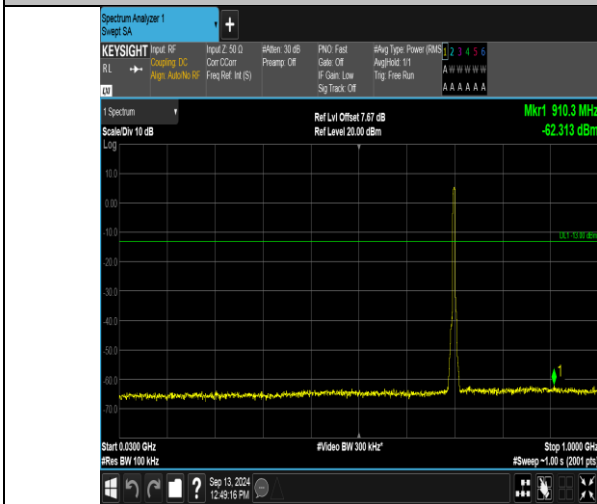 Spectrum Analyzer 1
Swept SA
+
KEYSIGHT
RL
Input: RF
Coupling: DC
Align: Auto/No RF
Input Z: 50 Ω
Corr CCorr
Freq Ref: Int (S)
#Atten: 30 dB
Preamp: Off
PNO: Fast
Gate: Off
IF Gain: Low
Sig Track: Off
#Avg Type: Power (RMS
Avg|Hold: 1/1
Trig: Free Run
1 2 3 4 5 6
A W W W W W
A A A A A A
1 Spectrum
Scale/Div 10 dB
Log
Ref Lvl Offset 7.67 dB
Ref Level 20.00 dBm
Mkr1 910.3 MHz
-62.313 dBm
10.0
0.00
-10.0
DL1 -13.00 dBm
-20.0
-30.0
-40.0
-50.0
-60.0
1
-70.0
Start 0.0300 GHz
#Res BW 100 kHz
#Video BW 300 kHz*
Stop 1.0000 GHz
#Sweep ~1.00 s (2001 pts)
?
Sep 13, 2024
12:49:16 PM